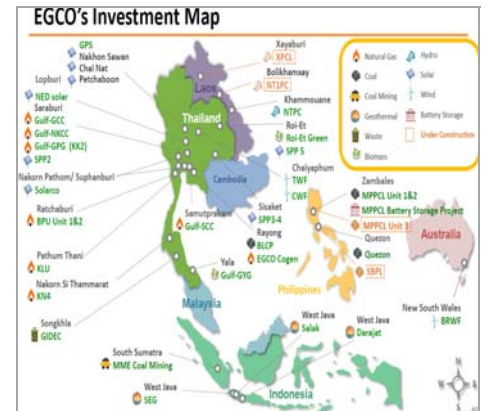 EGCO's Investment Map
GPS
Nakhon Sawan
Chai Nat
Petchaboon
Lopburi
NED solar
Saraburi
Gulf-GCC
Gulf-NKCC
Gulf-GPG (KK2)
SPP2
Nakorn Pathom/ Suphanburi
Solarco
Ratchaburi
BPU Unit 1&2
Pathum Thani
KLU
Nakorn Si Thammarat
KN4
Songkhla
GIDEC
Xayaburi
XPCL
Bolikhamxay
NT1PC
Laos
Khammouane
NTPC
Thailand
Roi-Et
Roi-Et Green
SPP 5
Chaiyaphum
TWF
CWF
Cambodia
Sisaket
SPP3-4
Samutprakarn
Gulf-SCC
Rayong
BLCP
EGCO Cogen
Yala
Gulf-GYG
Malaysia
Natural Gas
Hydro
Coal
Solar
Coal Mining
Wind
Geothermal
Battery Storage
Waste
Under Construction
Biomass
Zambales
MPPCL Unit 1&2
MPPCL Battery Storage Project
MPPCL Unit 3
Quezon
Quezon
SBPL
Philippines
Australia
New South Wales
BRWF
West Java
Salak
West Java
Darajat
South Sumatra
MME Coal Mining
West Java
SEG
Indonesia